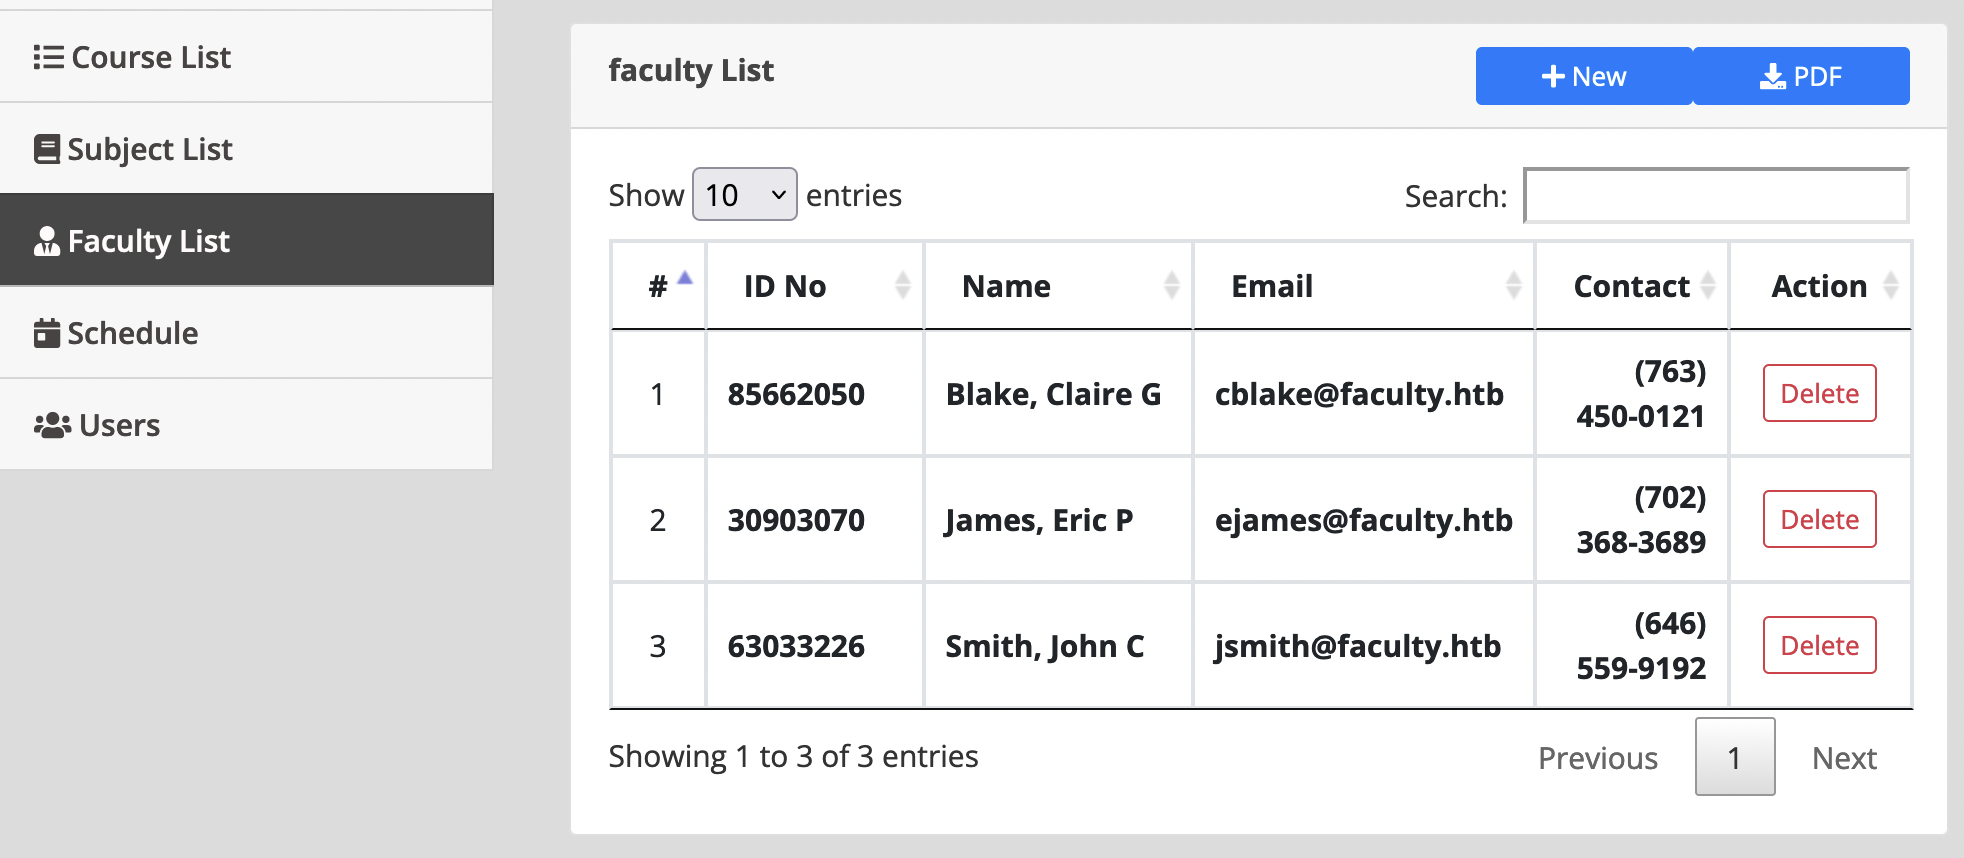 Course List
Subject List
Faculty List
Schedule
Users
faculty List
New PDF
Show 10 entries Search:
# ID No Name Email Contact Action
1 85662050 Blake, Claire G cblake@faculty.htb (763) 450-0121 Delete
2 30903070 James, Eric P ejames@faculty.htb (702) 368-3689 Delete
3 63033226 Smith, John C jsmith@faculty.htb (646) 559-9192 Delete
Showing 1 to 3 of 3 entries Previous 1 Next